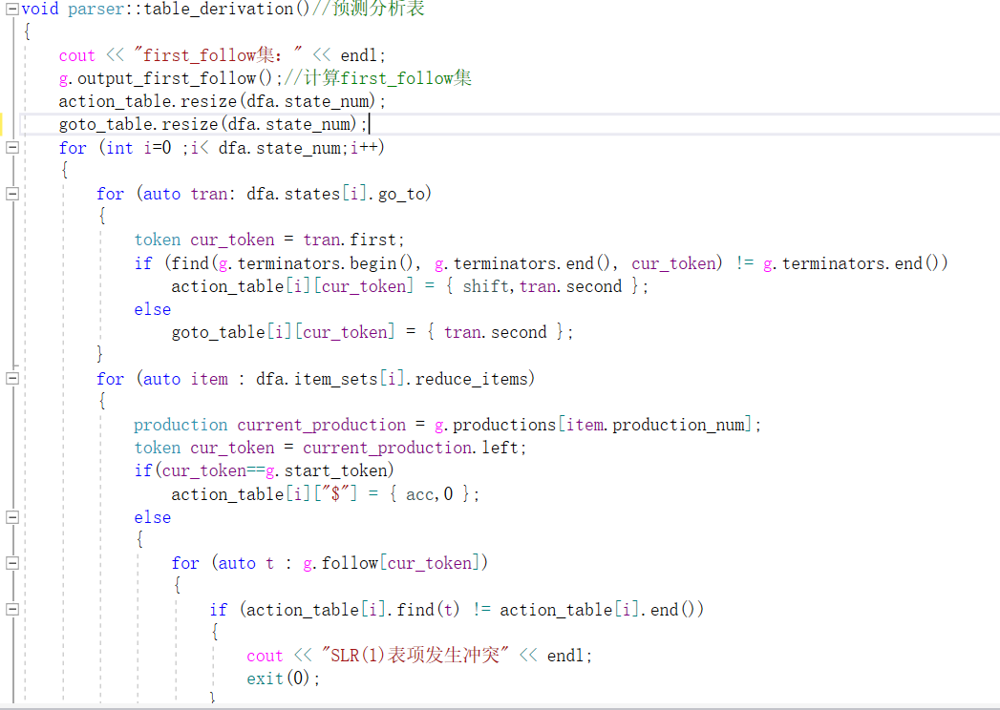 void parser::table_derivation()//预测分析表
{
cout << "first_follow集: " << endl;
g.output_first_follow();//计算first_follow集
action_table.resize(dfa.state_num);
goto_table.resize(dfa.state_num);
for (int i=0 ;i< dfa.state_num;i++)
{
for (auto tran: dfa.states[i].go_to)
{
token cur_token = tran.first;
if (find(g.terminators.begin(), g.terminators.end(), cur_token) != g.terminators.end())
action_table[i][cur_token] = { shift,tran.second };
else
goto_table[i][cur_token] = { tran.second };
}
for (auto item : dfa.item_sets[i].reduce_items)
{
production current_production = g.productions[item.production_num];
token cur_token = current_production.left;
if(cur_token==g.start_token)
action_table[i]["$"] = { acc,0 };
else
{
for (auto t : g.follow[cur_token])
{
if (action_table[i].find(t) != action_table[i].end())
{
cout << "SLR(1)表项发生冲突" << endl;
exit(0);
}